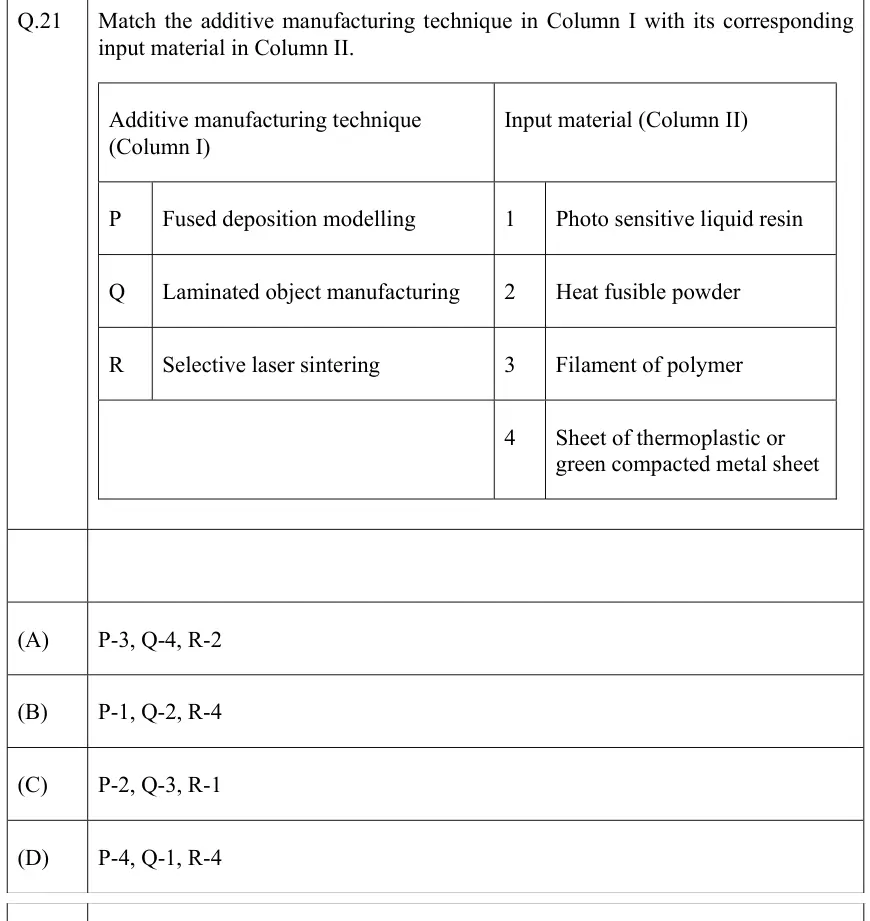 Q.21 Match the additive manufacturing technique in Column I with its corresponding
input material in Column II.
Additive manufacturing technique
(Column I)
Input material (Column II)
P Fused deposition modelling 1 Photo sensitive liquid resin
Q Laminated object manufacturing 2 Heat fusible powder
R Selective laser sintering 3 Filament of polymer
4 Sheet of thermoplastic or
green compacted metal sheet
(A) P-3, Q-4, R-2
(B) P-1, Q-2, R-4
(C) P-2, Q-3, R-1
(D) P-4, Q-1, R-4